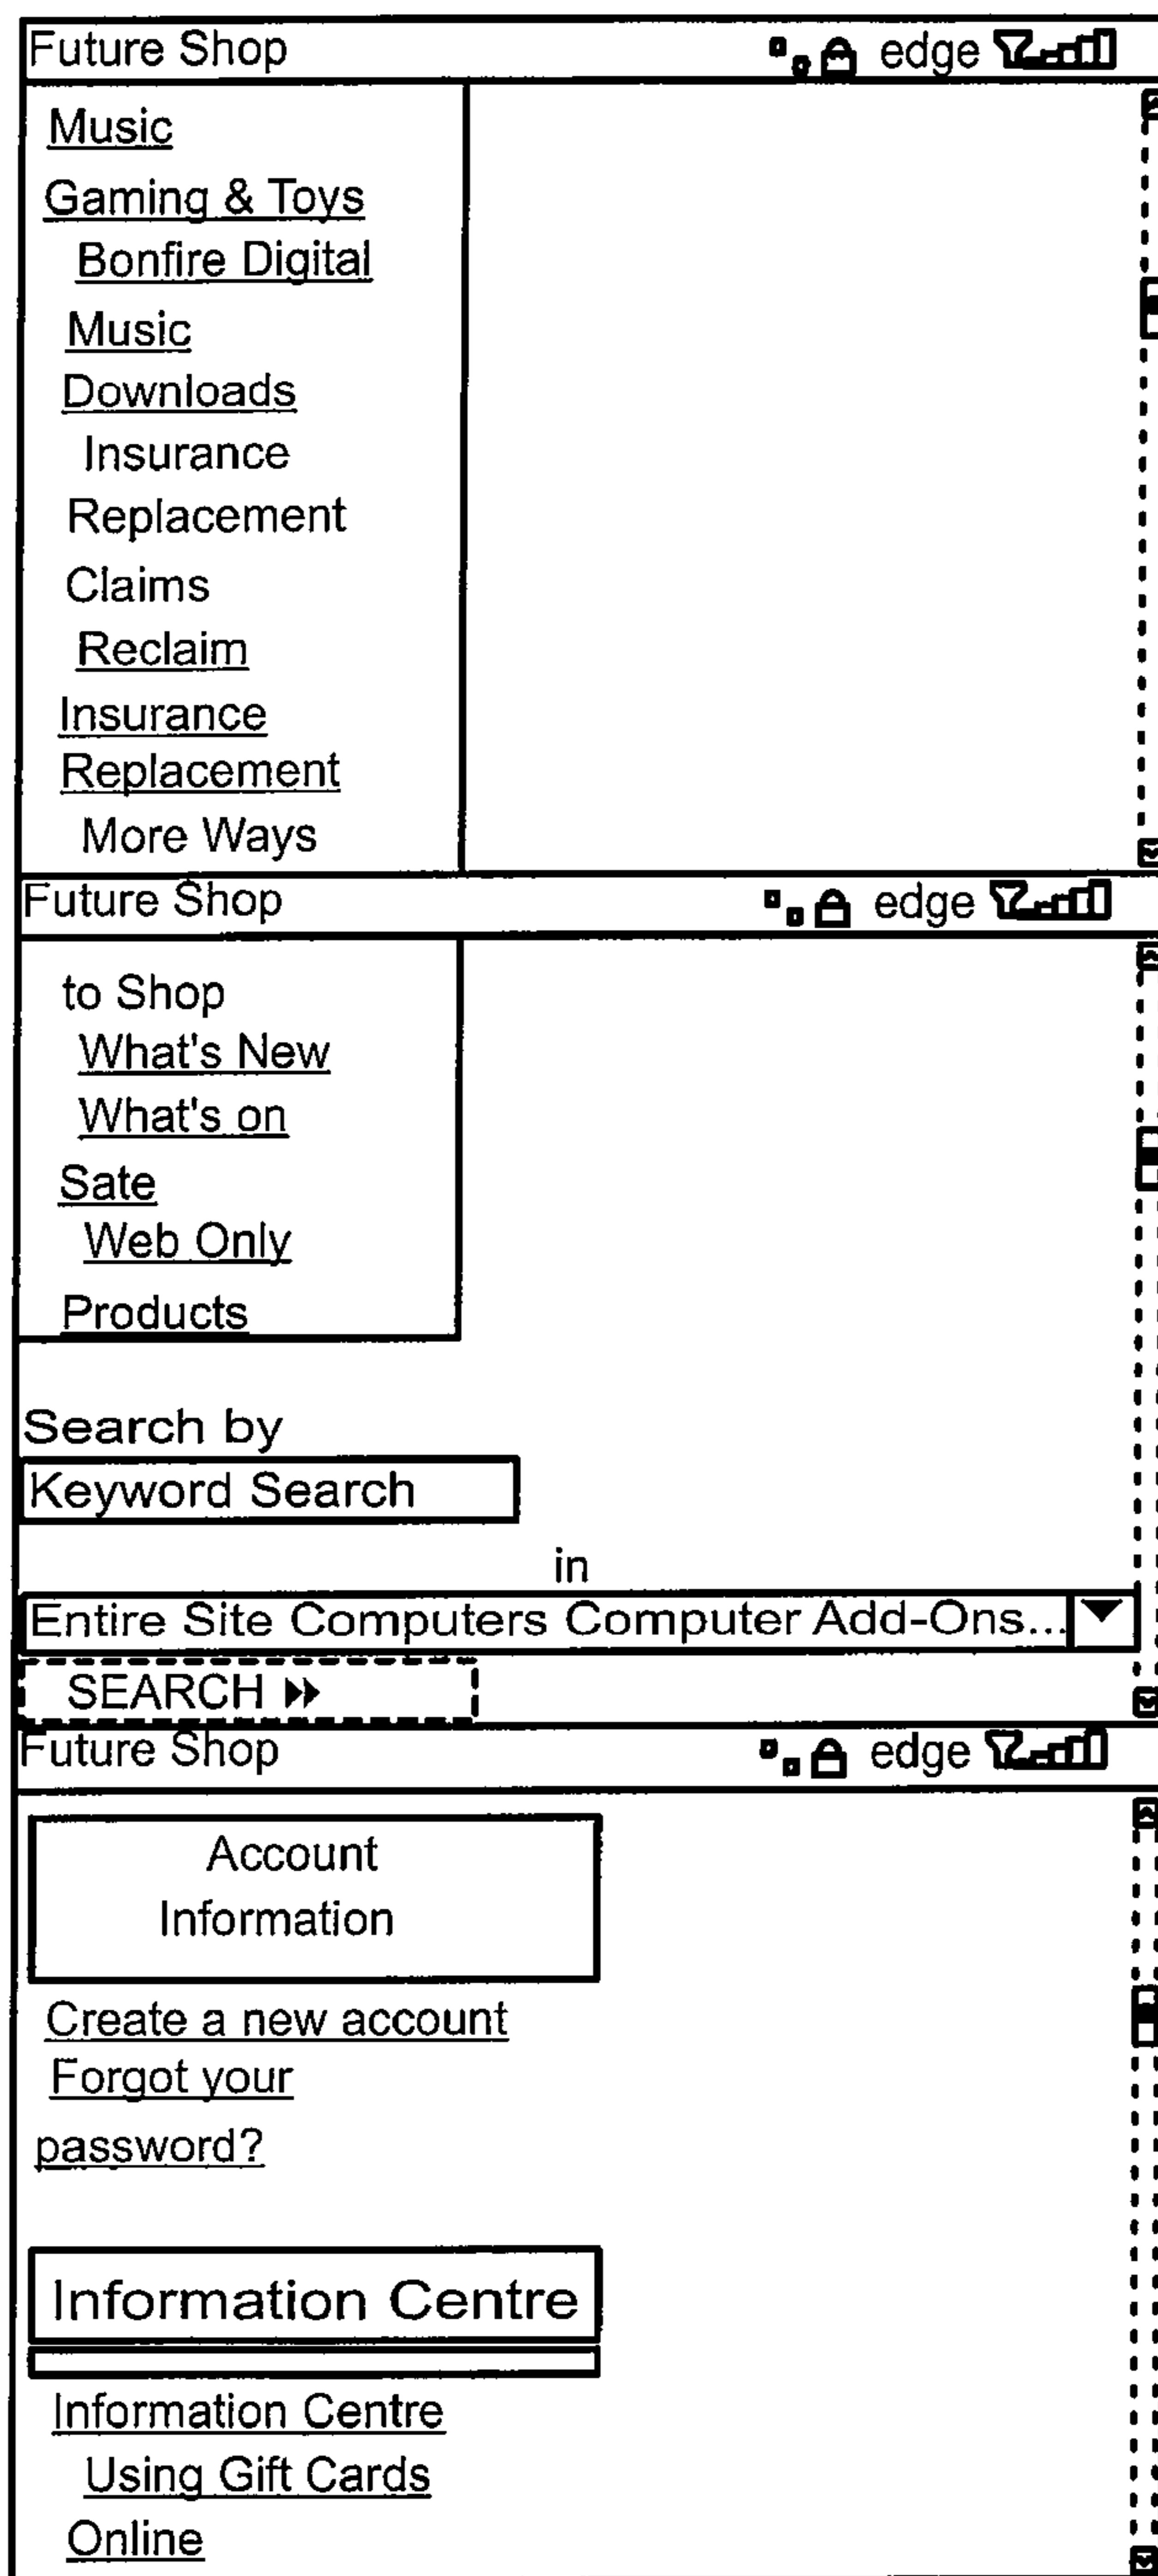 Future Shop edge
Music
Gaming & Toys
Bonfire Digital
Music
Downloads
Insurance
Replacement
Claims
Reclaim
Insurance
Replacement
More Ways
Future Shop edge
to Shop
What's New
What's on
Sate
Web Only
Products
Search by
Keyword Search
in
Entire Site Computers Computer Add-Ons...
SEARCH
Future Shop edge
Account
Information
Create a new account
Forgot your
password?
Information Centre
Information Centre
Using Gift Cards
Online